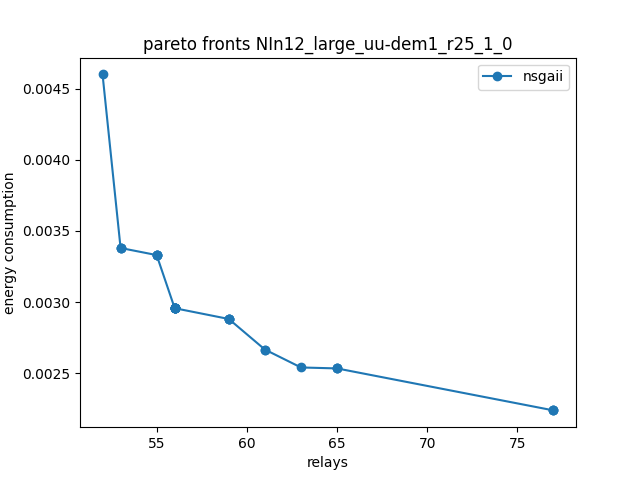 pareto fronts NIn12_large_uu-dem1_r25_1_0
nsgaii
0.0045
0.0040
0.0035
0.0030
0.0025
energy consumption
55 60 65 70 75
relays